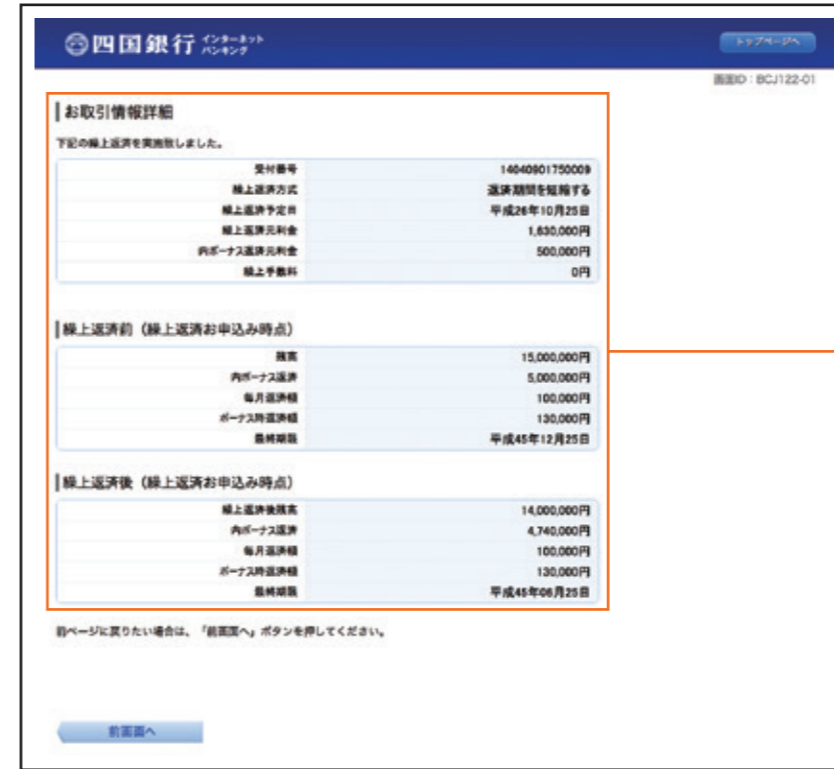 四国銀行 インターネット バンキング
トップページへ
画面ID：BCJ122-01
お取引情報詳細
下記の繰上返済を実施致しました。
受付番号 14040901750009
繰上返済方式 返済期間を短縮する
繰上返済予定日 平成26年10月25日
繰上返済元利金 1,630,000円
内ボーナス返済元利金 500,000円
繰上手数料 0円
繰上返済前（繰上返済お申込み時点）
残高 15,000,000円
内ボーナス返済 5,000,000円
毎月返済額 100,000円
ボーナス時返済額 130,000円
最終期限 平成45年12月25日
繰上返済後（繰上返済お申込み時点）
繰上返済後残高 14,000,000円
内ボーナス返済 4,740,000円
毎月返済額 100,000円
ボーナス時返済額 130,000円
最終期限 平成45年06月25日
前ページに戻りたい場合は、「前画面へ」ボタンを押してください。
前画面へ